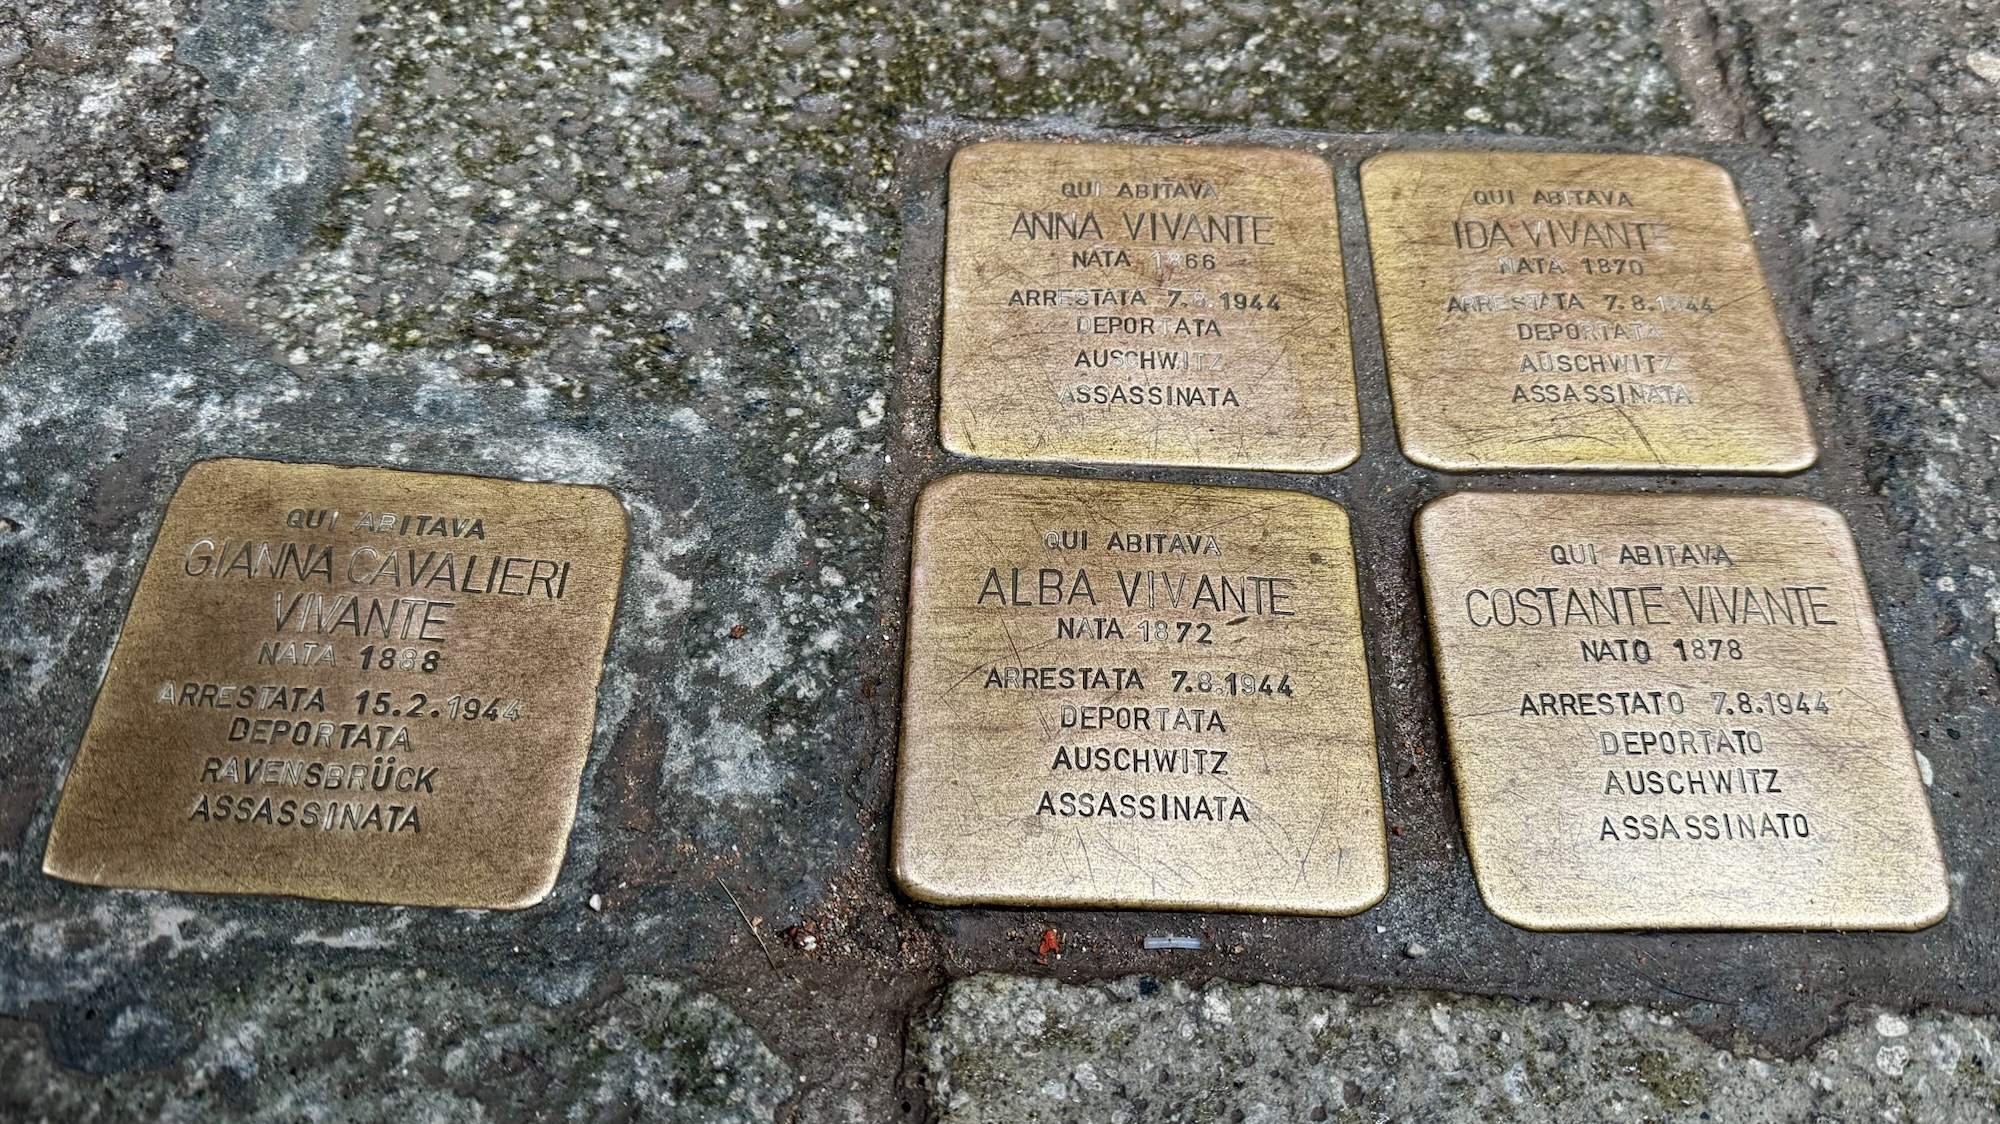 QUI ABITAVA
ANNA VIVANTE
NATA 1866
ARRESTATA 7.8.1944
DEPORTATA
AUSCHWITZ
ASSASSINATA
QUI ABITAVA
IDA VIVANTE
NATA 1870
ARRESTATA 7.8.1944
DEPORTATA
AUSCHWITZ
ASSASSINATA
QUI ABITAVA
GIANNA CAVALIERI
VIVANTE
NATA 1888
ARRESTATA 15.2.1944
DEPORTATA
RAVENSBRÜCK
ASSASSINATA
QUI ABITAVA
ALBA VIVANTE
NATA 1872
ARRESTATA 7.8.1944
DEPORTATA
AUSCHWITZ
ASSASSINATA
QUI ABITAVA
COSTANTE VIVANTE
NATO 1878
ARRESTATO 7.8.1944
DEPORTATO
AUSCHWITZ
ASSASSINATO